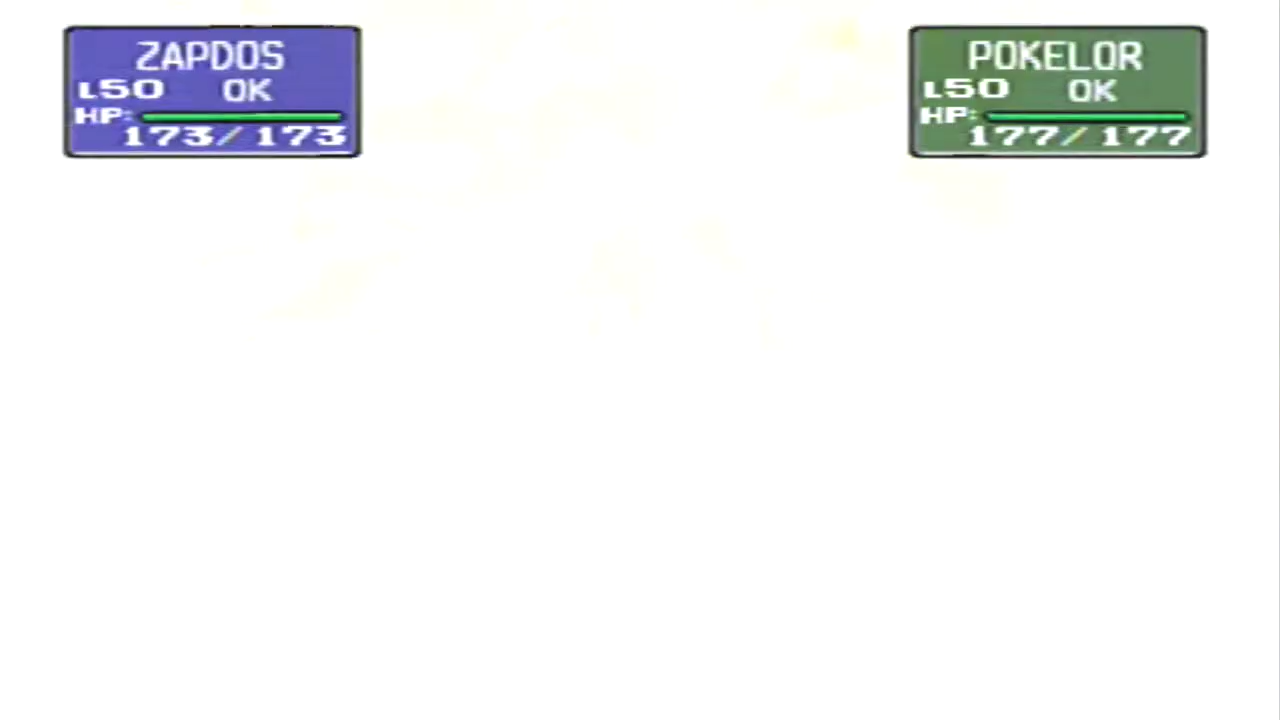 ZAPDOS
L50 OK
HP:
173/173
POKELOR
L50 OK
HP:
177/177